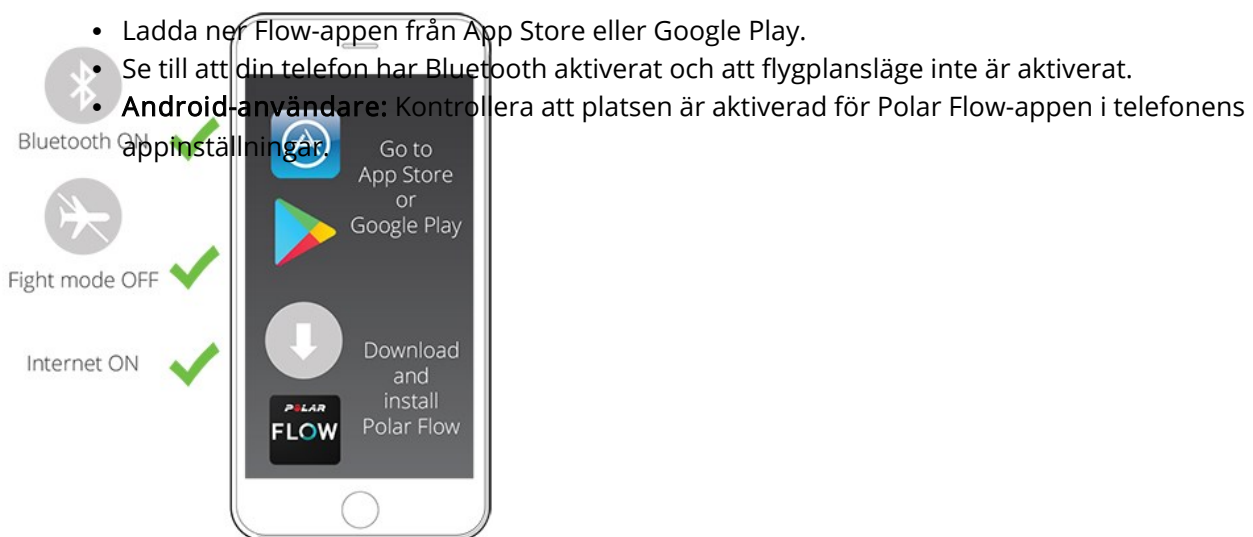 • Ladda ner Flow-appen från App Store eller Google Play.
• Se till att din telefon har Bluetooth aktiverat och att flygplansläge inte är aktiverat.
• Android-användare: Kontrollera att platsen är aktiverad för Polar Flow-appen i telefonens
appinställningar.
Bluetooth ON
Fight mode OFF
Internet ON
Go to
App Store
or
Google Play
Download
and
install
Polar Flow
POLAR
FLOW